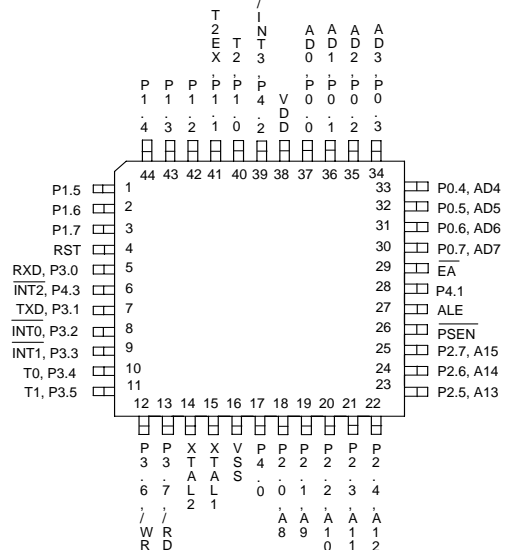 P1.4
P1.3
P1.2
T2EX,P1.1
T2,P1.0
/INT3,P4.2
VDD
AD0,P0.0
AD1,P0.1
AD2,P0.2
AD3,P0.3
44 43 42 41 40 39 38 37 36 35 34
P1.5 1
P1.6 2
P1.7 3
RST 4
RXD, P3.0 5
INT2, P4.3 6
TXD, P3.1 7
INT0, P3.2 8
INT1, P3.3 9
T0, P3.4 10
T1, P3.5 11
33 P0.4, AD4
32 P0.5, AD5
31 P0.6, AD6
30 P0.7, AD7
29 EA
28 P4.1
27 ALE
26 PSEN
25 P2.7, A15
24 P2.6, A14
23 P2.5, A13
12 13 14 15 16 17 18 19 20 21 22
P3.6,/WR
P3.7,/RD
XTAL2
XTAL1
VSS
P4.0
P2.0,A8
P2.1,A9
P2.2,A10
P2.3,A11
P2.4,A12